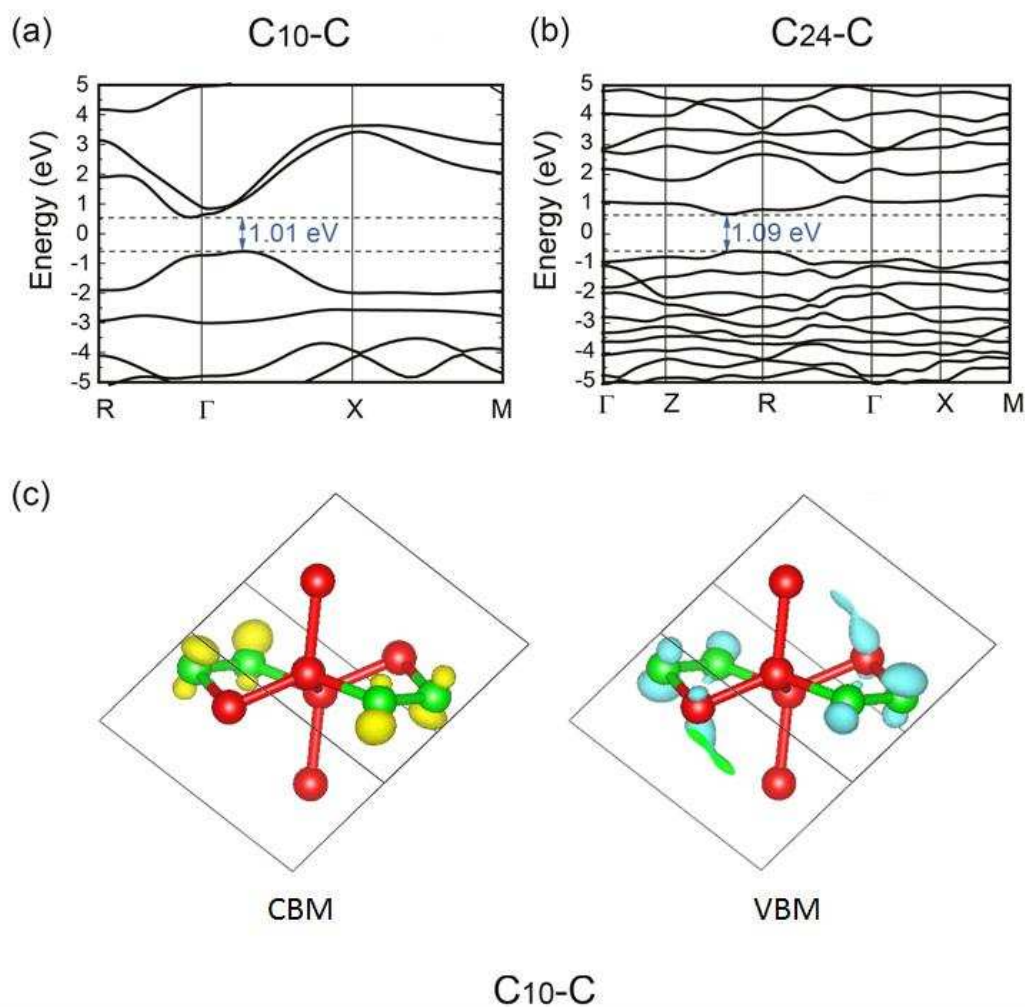 (a) C10-C
Energy (eV)
5
4
3
2
1
0
-1
-2
-3
-4
-5
1.01 eV
R Γ X M
(b) C24-C
Energy (eV)
5
4
3
2
1
0
-1
-2
-3
-4
-5
1.09 eV
Γ Z R Γ X M
(c)
CBM VBM
C10-C